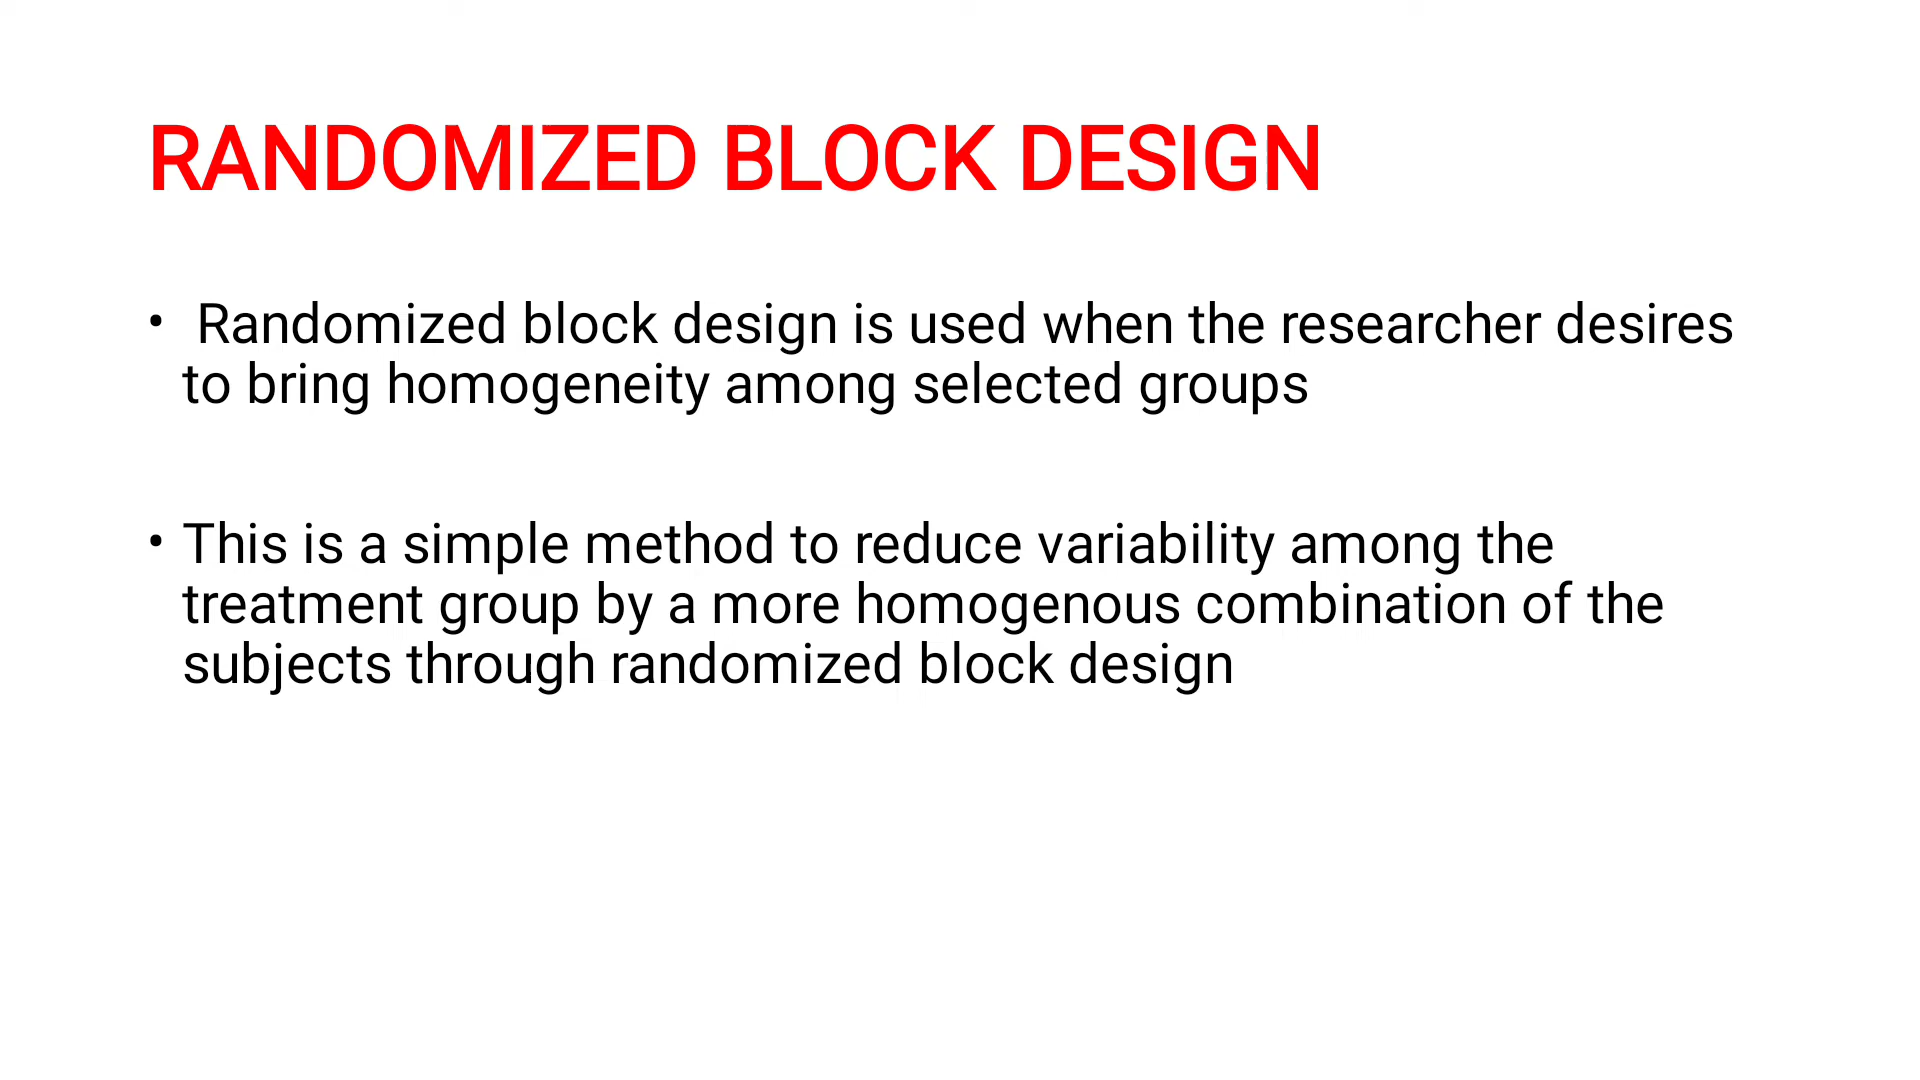 RANDOMIZED BLOCK DESIGN
• Randomized block design is used when the researcher desires
to bring homogeneity among selected groups
• This is a simple method to reduce variability among the
treatment group by a more homogenous combination of the
subjects through randomized block design